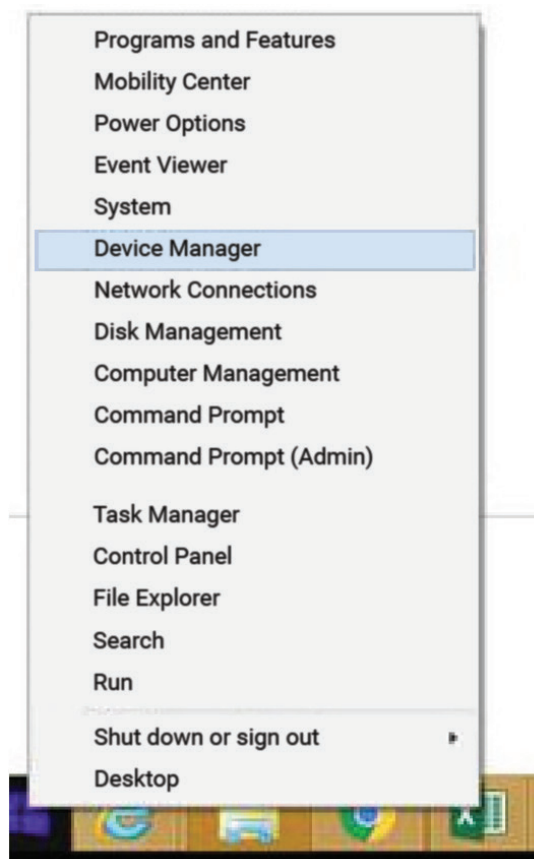 Programs and Features
Mobility Center
Power Options
Event Viewer
System
Device Manager
Network Connections
Disk Management
Computer Management
Command Prompt
Command Prompt (Admin)
Task Manager
Control Panel
File Explorer
Search
Run
Shut down or sign out
Desktop